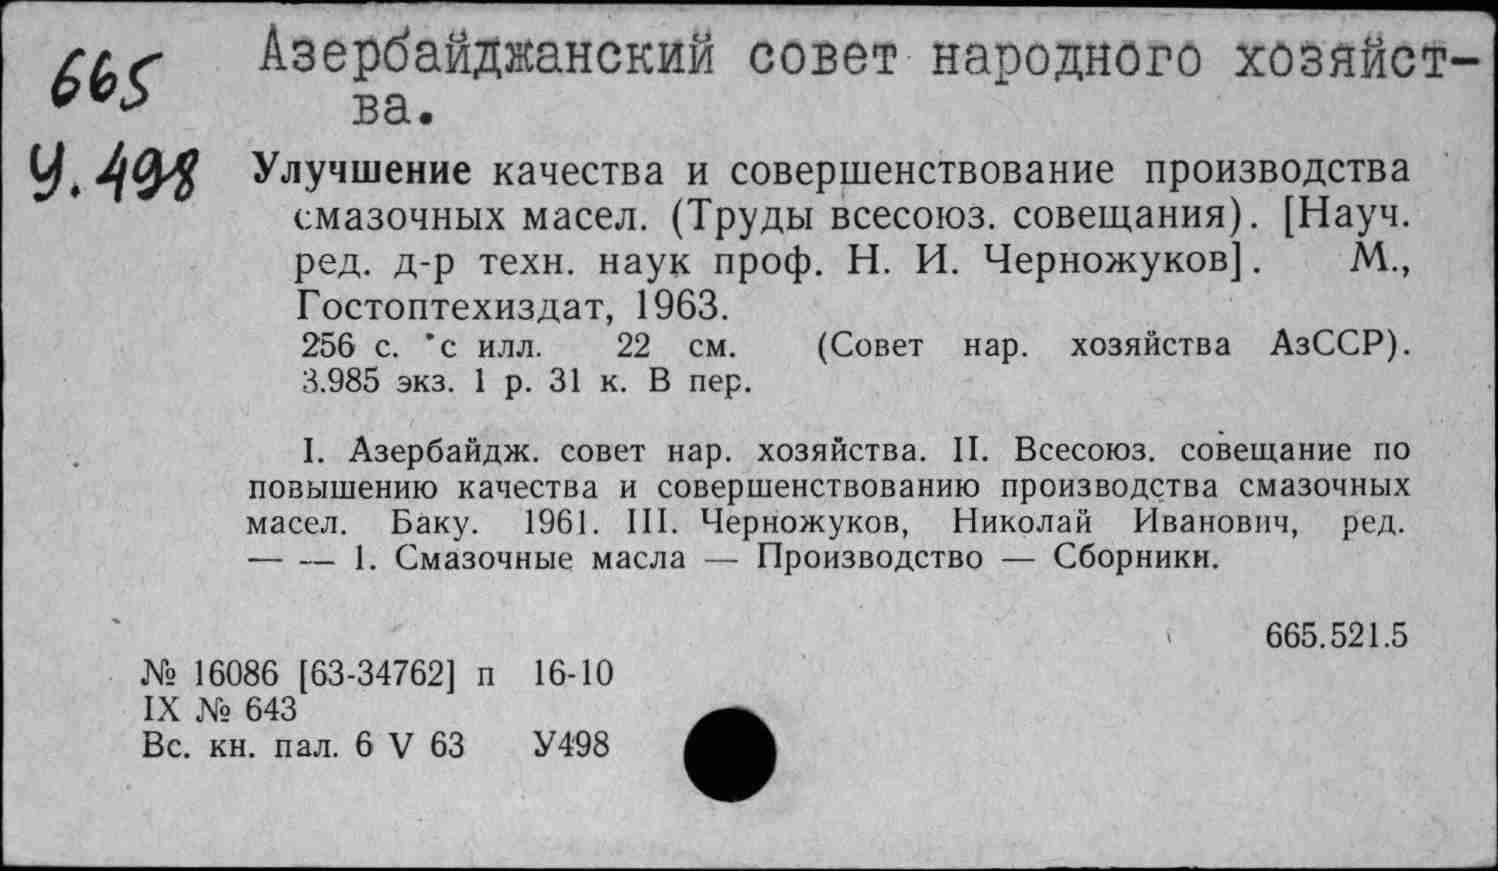 665 Азербайджанский совет народного хозяйст-
ва.
У.498 Улучшение качества и совершенствование производства
смазочных масел. (Труды всесоюз. совещания). [Науч.
ред. д-р техн. наук проф. Н. И. Черножуков]. М.,
Гостоптехиздат, 1963.
256 с. с илл. 22 см. (Совет нар. хозяйства АзССР).
3.985 экз. 1 р. 31 к. В пер.
I. Азербайдж. совет нар. хозяйства. II. Всесоюз. совещание по
повышению качества и совершенствованию производства смазочных
масел. Баку. 1961. III. Черножуков, Николай Иванович, ред.
— — 1. Смазочные масла — Производство — Сборники.
665.521.5
№ 16086 [63-34762] п 16-10
IX № 643
Вс. кн. пал. 6 V 63 У498